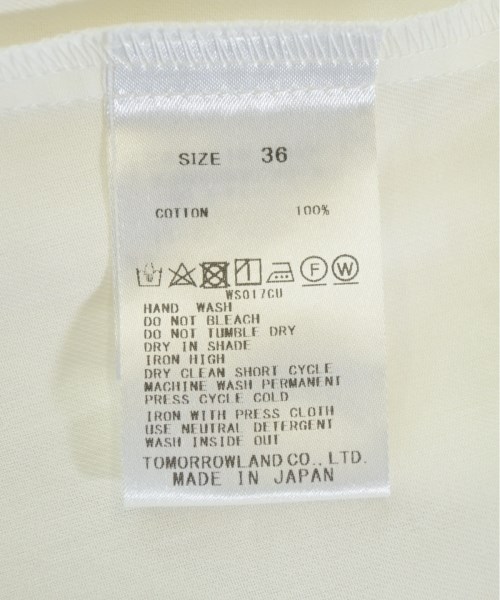 SIZE 36
COTTON 100%
F W
WS017GU
HAND WASH
DO NOT BLEACH
DO NOT TUMBLE DRY
DRY IN SHADE
IRON HIGH
DRY CLEAN SHORT CYCLE
MACHINE WASH PERMANENT
PRESS CYCLE COLD
IRON WITH PRESS CLOTH
USE NEUTRAL DETERGENT
WASH INSIDE OUT
TOMORROWLAND CO., LTD.
MADE IN JAPAN